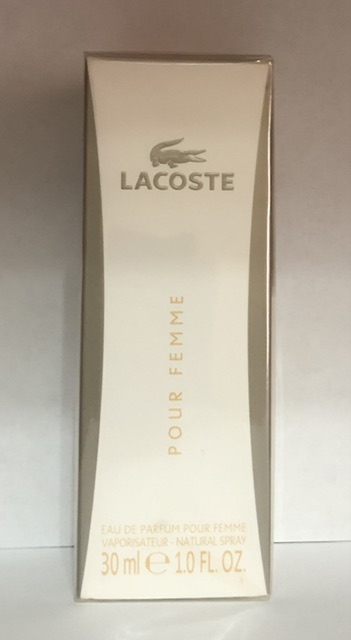 LACOSTE
POUR FEMME
EAU DE PARFUM POUR FEMME
VAPORISATEUR - NATURAL SPRAY
30 ml ℮ 1.0 FL. OZ.